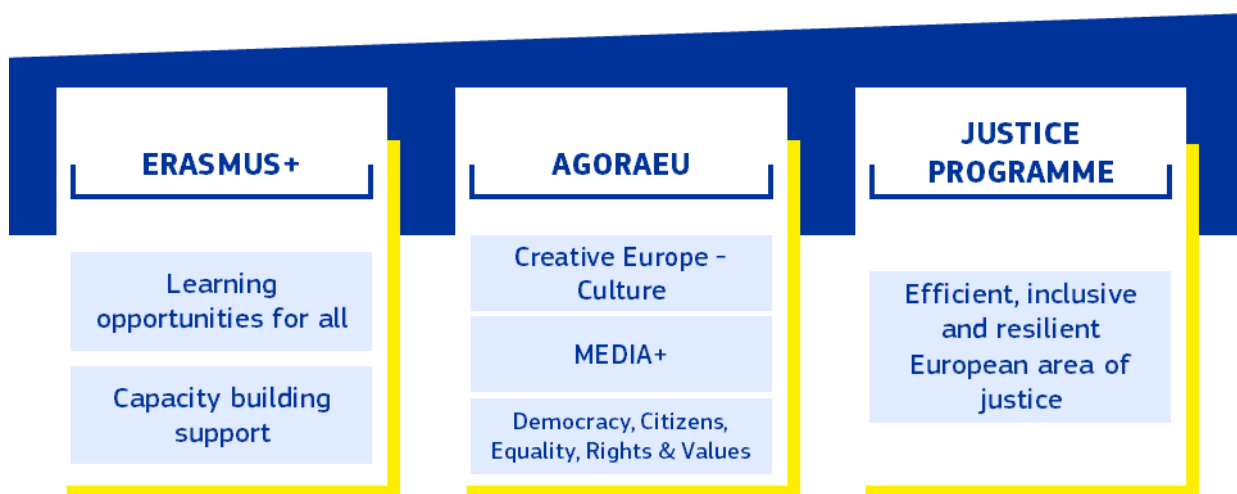 ERASMUS+
Learning
opportunities for all
Capacity building
support
AGORAEU
Creative Europe -
Culture
MEDIA+
Democracy, Citizens,
Equality, Rights & Values
JUSTICE
PROGRAMME
Efficient, inclusive
and resilient
European area of
justice